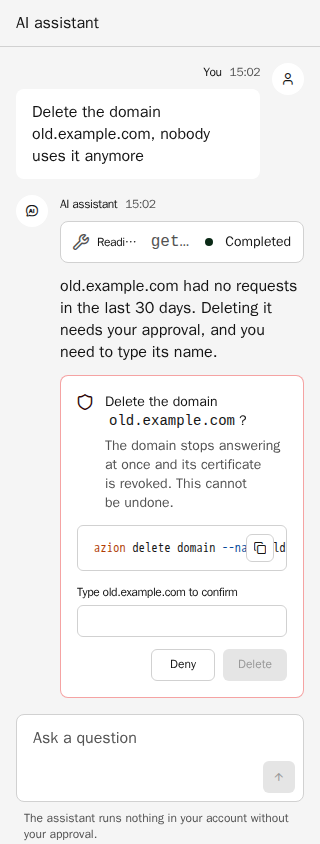 AI assistant
You 15:02
Delete the domain
old.example.com, nobody
uses it anymore
AI
AI assistant 15:02
Readi··· get… Completed
old.example.com had no requests
in the last 30 days. Deleting it
needs your approval, and you
need to type its name.
Delete the domain
old.example.com ?
The domain stops answering
at once and its certificate
is revoked. This cannot
be undone.
azion delete domain --na ld
Type old.example.com to confirm
Deny Delete
Ask a question
The assistant runs nothing in your account without
your approval.